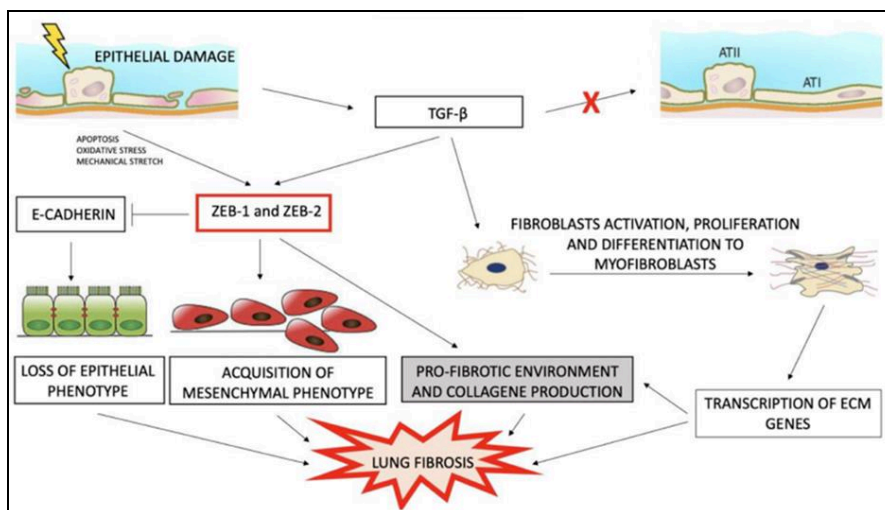 EPITHELIAL DAMAGE
ATII
ATI
TGF-β
X
APOPTOSIS
OXIDATIVE STRESS
MECHANICAL STRETCH
E-CADHERIN
ZEB-1 and ZEB-2
FIBROBLASTS ACTIVATION, PROLIFERATION
AND DIFFERENTIATION TO
MYOFIBROBLASTS
LOSS OF EPITHELIAL
PHENOTYPE
ACQUISITION OF
MESENCHYMAL PHENOTYPE
PRO-FIBROTIC ENVIRONMENT
AND COLLAGENE PRODUCTION
TRANSCRIPTION OF ECM
GENES
LUNG FIBROSIS